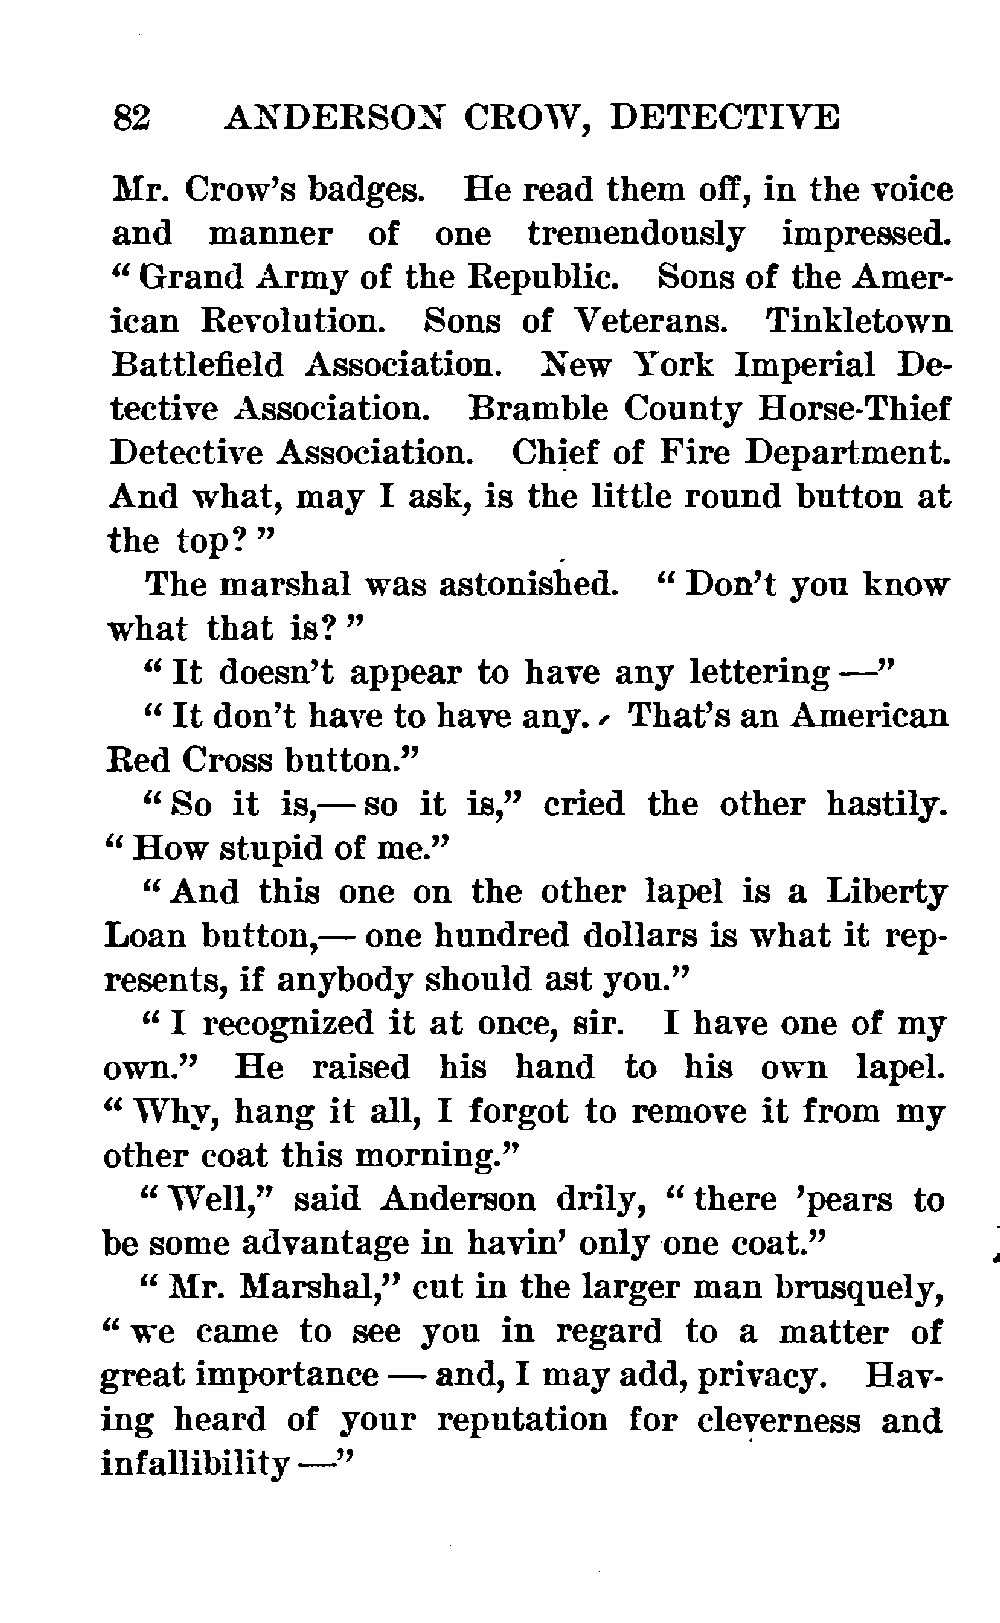 82 ANDERSON CROW, DETECTIVE
Mr. Crow's badges. He read them off, in the voice
and manner of one tremendously impressed.
" Grand Army of the Republic. Sons of the Amer-
ican Revolution. Sons of Veterans. Tinkletown
Battlefield Association. New York Imperial De-
tective Association. Bramble County Horse-Thief
Detective Association. Chief of Fire Department.
And what, may I ask, is the little round button at
the top? "
The marshal was astonished. " Don't you know
what that is? "
" It doesn't appear to have any lettering —"
" It don't have to have any. That's an American
Red Cross button."
" So it is,— so it is," cried the other hastily.
" How stupid of me."
" And this one on the other lapel is a Liberty
Loan button,— one hundred dollars is what it rep-
resents, if anybody should ast you."
" I recognized it at once, sir. I have one of my
own." He raised his hand to his own lapel.
" Why, hang it all, I forgot to remove it from my
other coat this morning."
" Well," said Anderson drily, " there 'pears to
be some advantage in havin' only one coat."
" Mr. Marshal," cut in the larger man brusquely,
" we came to see you in regard to a matter of
great importance — and, I may add, privacy. Hav-
ing heard of your reputation for cleverness and
infallibility —"